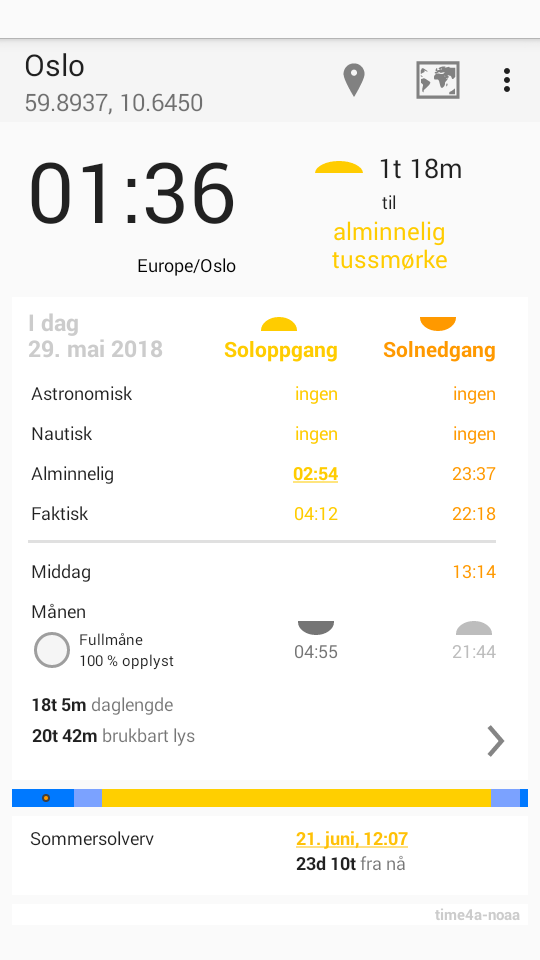 Oslo
59.8937, 10.6450
01:36
Europe/Oslo
1t 18m
til
alminnelig
tussmørke
I dag
29. mai 2018
Soloppgang
Solnedgang
Astronomisk ingen ingen
Nautisk ingen ingen
Alminnelig 02:54 23:37
Faktisk 04:12 22:18
Middag 13:14
Månen
Fullmåne
100 % opplyst
04:55 21:44
18t 5m daglengde
20t 42m brukbart lys
Sommersolverv 21. juni, 12:07
23d 10t fra nå
time4a-noaa